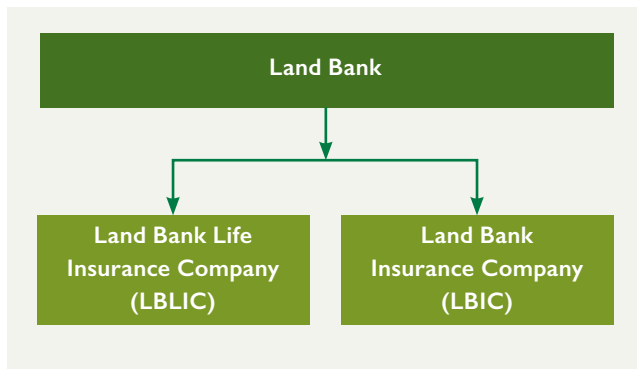 Land Bank
Land Bank Life
Insurance Company
(LBLIC)
Land Bank
Insurance Company
(LBIC)